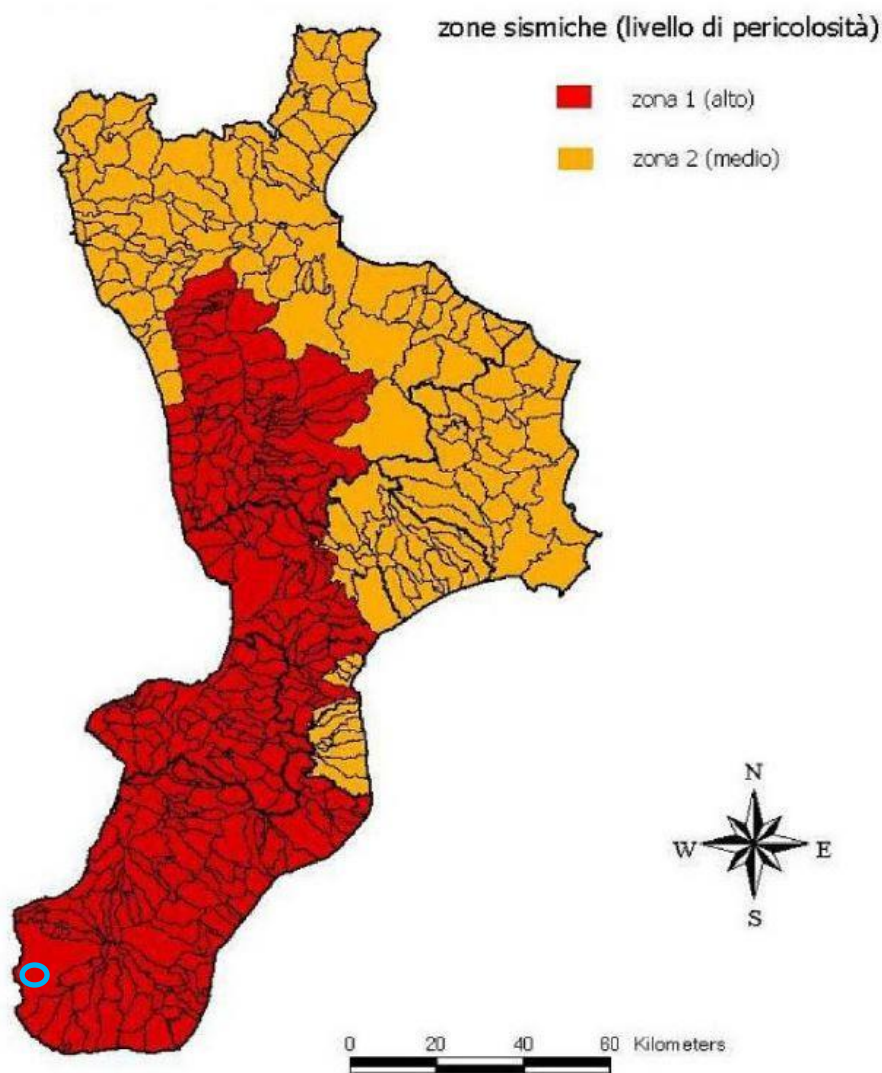 zone sismiche (livello di pericolosità)
zona 1 (alto)
zona 2 (medio)
N
W E
S
0 20 40 60 Kilometers